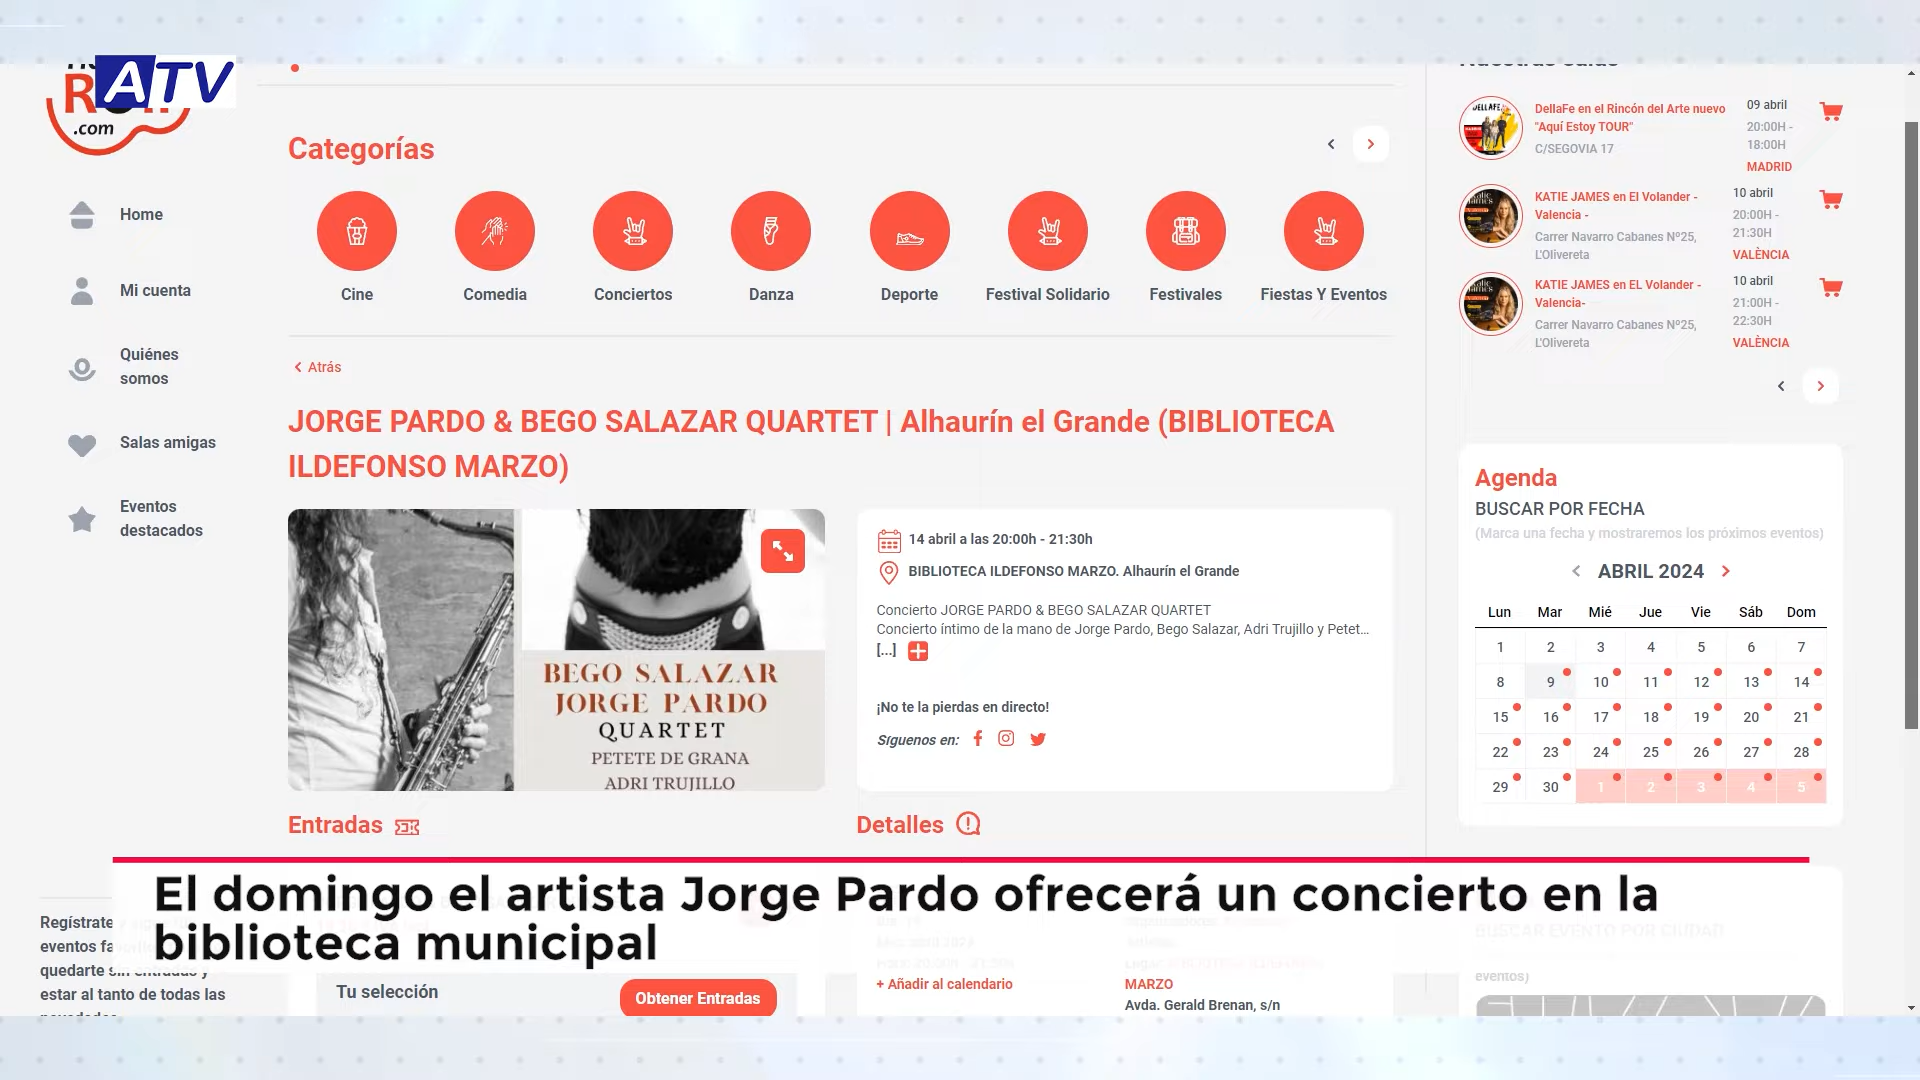 ATV
.com
Home
Mi cuenta
Quiénes
somos
Salas amigas
Eventos
destacados
Regístrate
eventos
quedarte sin entradas y
estar al tanto de todas las
Categorías
Cine
Comedia
Conciertos
Danza
Deporte
Festival Solidario
Festivales
Fiestas Y Eventos
Atrás
JORGE PARDO & BEGO SALAZAR QUARTET | Alhaurín el Grande (BIBLIOTECA
ILDEFONSO MARZO)
BEGO SALAZAR
JORGE PARDO
QUARTET
PETETE DE GRANA
ADRI TRUJILLO
14 abril a las 20:00h - 21:30h
BIBLIOTECA ILDEFONSO MARZO. Alhaurín el Grande
Concierto JORGE PARDO & BEGO SALAZAR QUARTET
Concierto íntimo de la mano de Jorge Pardo, Bego Salazar, Adri Trujillo y Petet...
[...]
¡No te la pierdas en directo!
Síguenos en:
Entradas
Detalles
El domingo el artista Jorge Pardo ofrecerá un concierto en la
biblioteca municipal
Tu selección
Obtener Entradas
+ Añadir al calendario
MARZO
Avda. Gerald Brenan, s/n
Nuestras Salas
DellaFe en el Rincón del Arte nuevo
"Aquí Estoy TOUR"
C/SEGOVIA 17
09 abril
20:00H -
18:00H
MADRID
KATIE JAMES en El Volander -
Valencia -
Carrer Navarro Cabanes Nº25,
L'Olivereta
10 abril
20:00H -
21:30H
VALÈNCIA
KATIE JAMES en EL Volander -
Valencia-
Carrer Navarro Cabanes Nº25,
L'Olivereta
10 abril
21:00H -
22:30H
VALÈNCIA
Agenda
BUSCAR POR FECHA
(Marca una fecha y mostraremos los próximos eventos)
ABRIL 2024
Lun Mar Mié Jue Vie Sáb Dom
1 2 3 4 5 6 7
8 9 10 11 12 13 14
15 16 17 18 19 20 21
22 23 24 25 26 27 28
29 30 1 2 3 4 5
BUSCAR EVENTO POR CIUDAD
eventos)